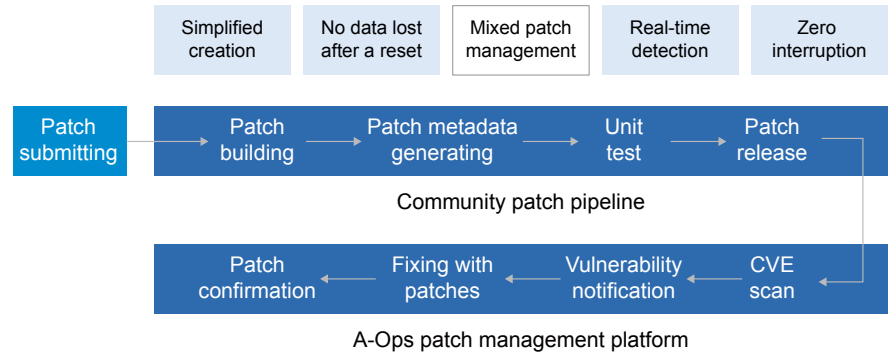 Simplified
creation
No data lost
after a reset
Mixed patch
management
Real-time
detection
Zero
interruption
Patch
submitting
Patch
building
Patch metadata
generating
Unit
test
Patch
release
Community patch pipeline
Patch
confirmation
Fixing with
patches
Vulnerability
notification
CVE
scan
A-Ops patch management platform